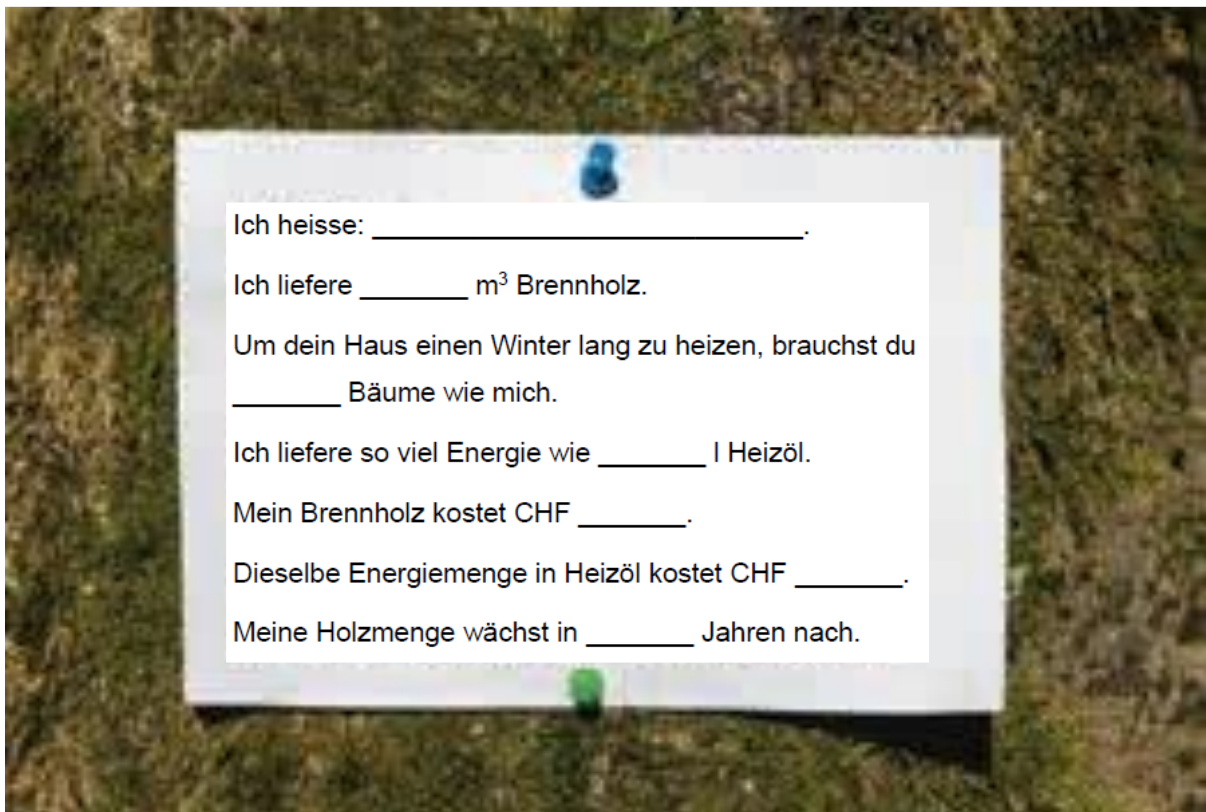 Ich heisse: ______________________________.
Ich liefere _______ m³ Brennholz.
Um dein Haus einen Winter lang zu heizen, brauchst du
_______ Bäume wie mich.
Ich liefere so viel Energie wie _______ l Heizöl.
Mein Brennholz kostet CHF _______.
Dieselbe Energiemenge in Heizöl kostet CHF _______.
Meine Holzmenge wächst in _______ Jahren nach.